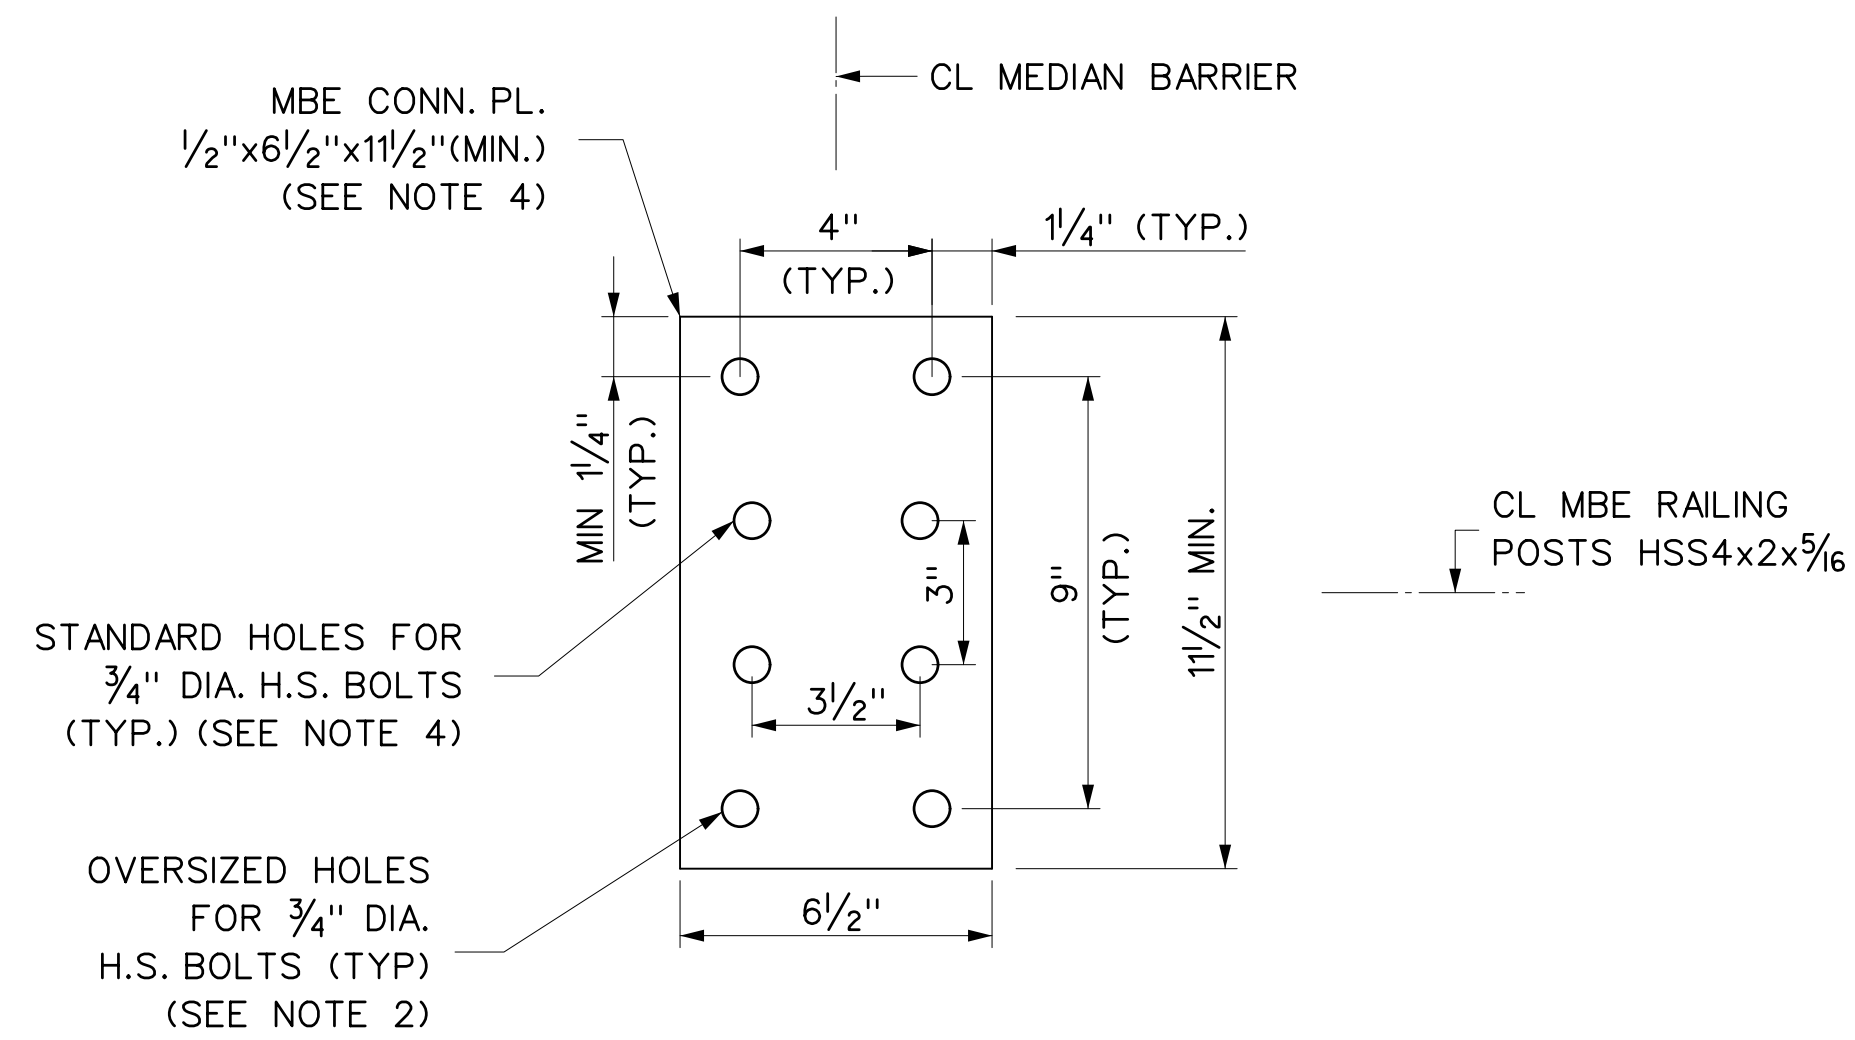 CL MEDIAN BARRIER
MBE CONN. PL.
1/2"x6 1/2"x11 1/2"(MIN.)
(SEE NOTE 4)
4"
(TYP.)
1 1/4" (TYP.)
MIN 1 1/4"
(TYP.)
3"
9"
(TYP.)
11 1/2" MIN.
CL MBE RAILING
POSTS HSS4x2x5/16
STANDARD HOLES FOR
3/4" DIA. H.S. BOLTS
(TYP.) (SEE NOTE 4)
3 1/2"
OVERSIZED HOLES
FOR 3/4" DIA.
H.S. BOLTS (TYP)
(SEE NOTE 2)
6 1/2"